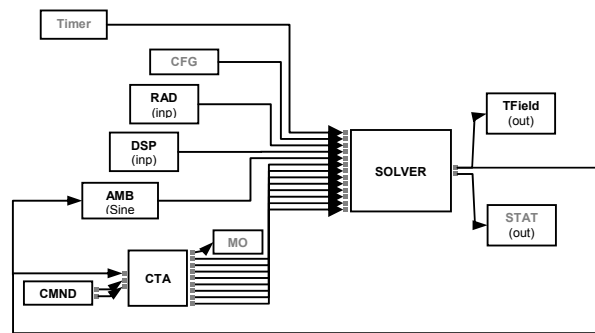 Timer
CFG
RAD
(inp)
DSP
(inp)
AMB
(Sine
MO
CTA
CMND
SOLVER
TField
(out)
STAT
(out)